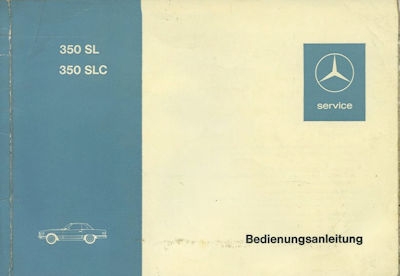 350 SL
350 SLC
service
Bedienungsanleitung